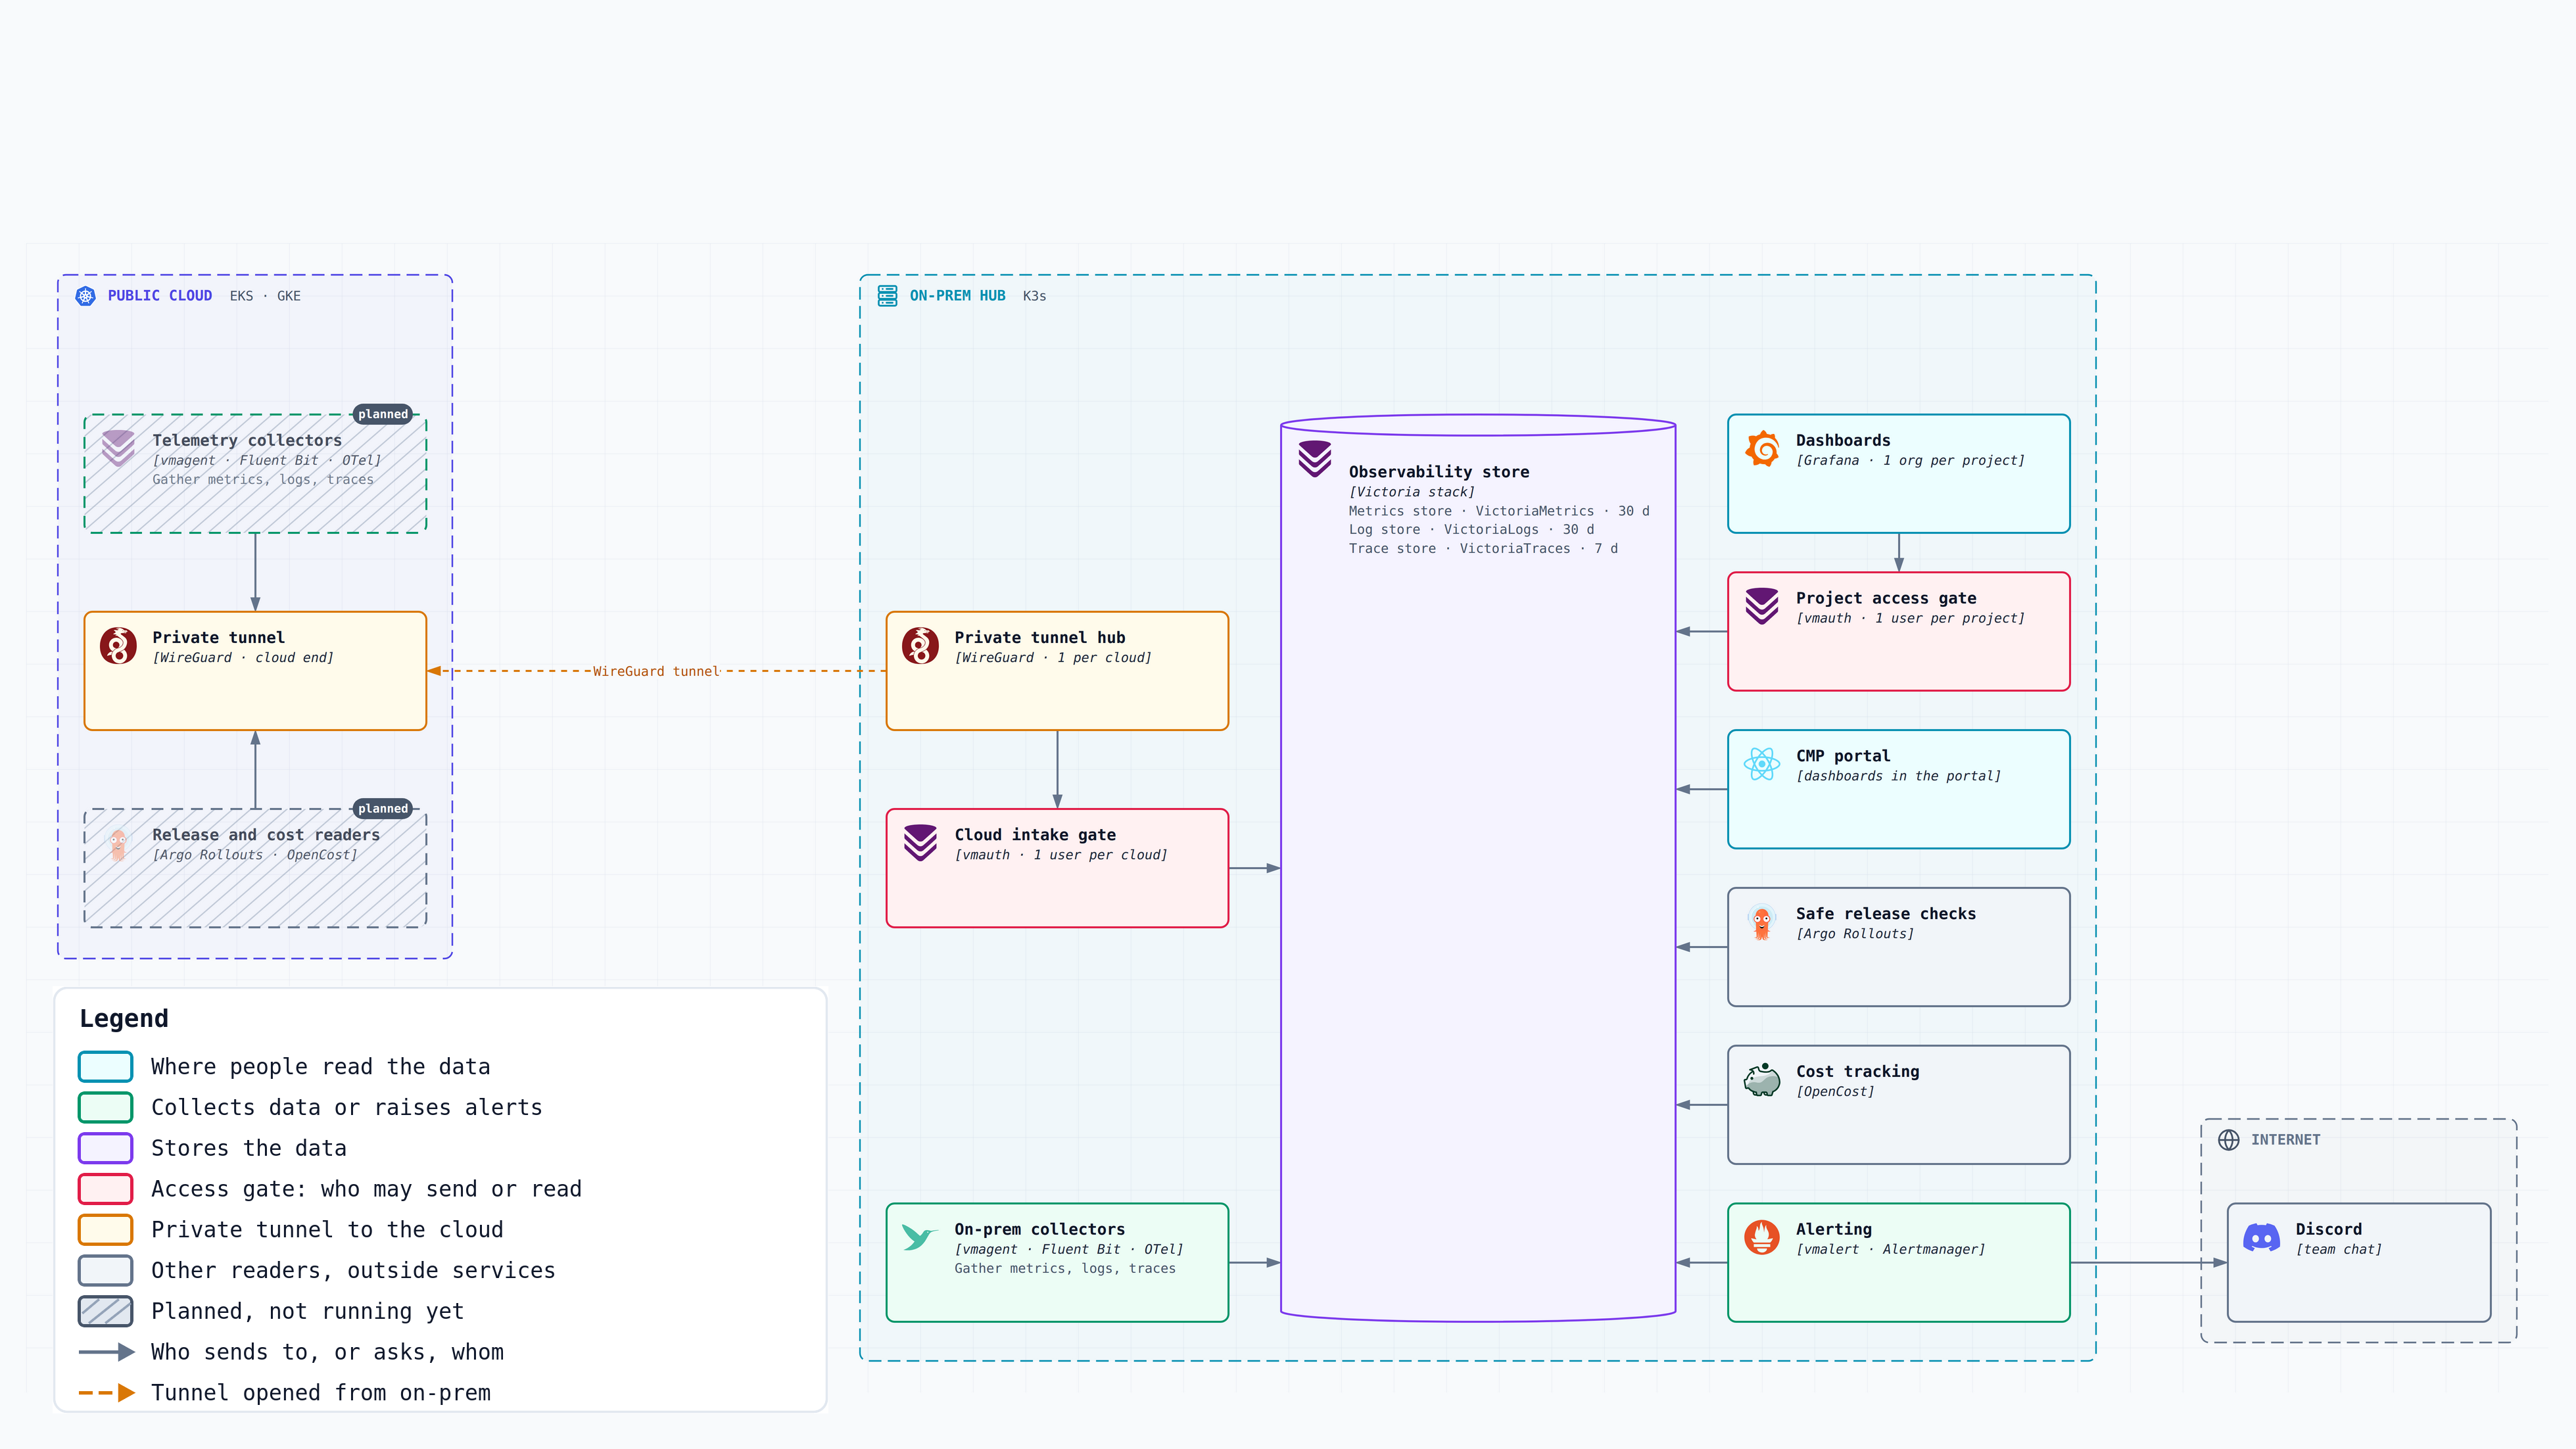 PUBLIC CLOUD EKS · GKE
planned
Telemetry collectors
[vmagent · Fluent Bit · OTel]
Gather metrics, logs, traces
Private tunnel
[WireGuard · cloud end]
planned
Release and cost readers
[Argo Rollouts · OpenCost]
WireGuard tunnel
ON-PREM HUB K3s
Private tunnel hub
[WireGuard · 1 per cloud]
Cloud intake gate
[vmauth · 1 user per cloud]
On-prem collectors
[vmagent · Fluent Bit · OTel]
Gather metrics, logs, traces
Observability store
[Victoria stack]
Metrics store · VictoriaMetrics · 30 d
Log store · VictoriaLogs · 30 d
Trace store · VictoriaTraces · 7 d
Dashboards
[Grafana · 1 org per project]
Project access gate
[vmauth · 1 user per project]
CMP portal
[dashboards in the portal]
Safe release checks
[Argo Rollouts]
Cost tracking
[OpenCost]
Alerting
[vmalert · Alertmanager]
INTERNET
Discord
[team chat]
Legend
Where people read the data
Collects data or raises alerts
Stores the data
Access gate: who may send or read
Private tunnel to the cloud
Other readers, outside services
Planned, not running yet
Who sends to, or asks, whom
Tunnel opened from on-prem